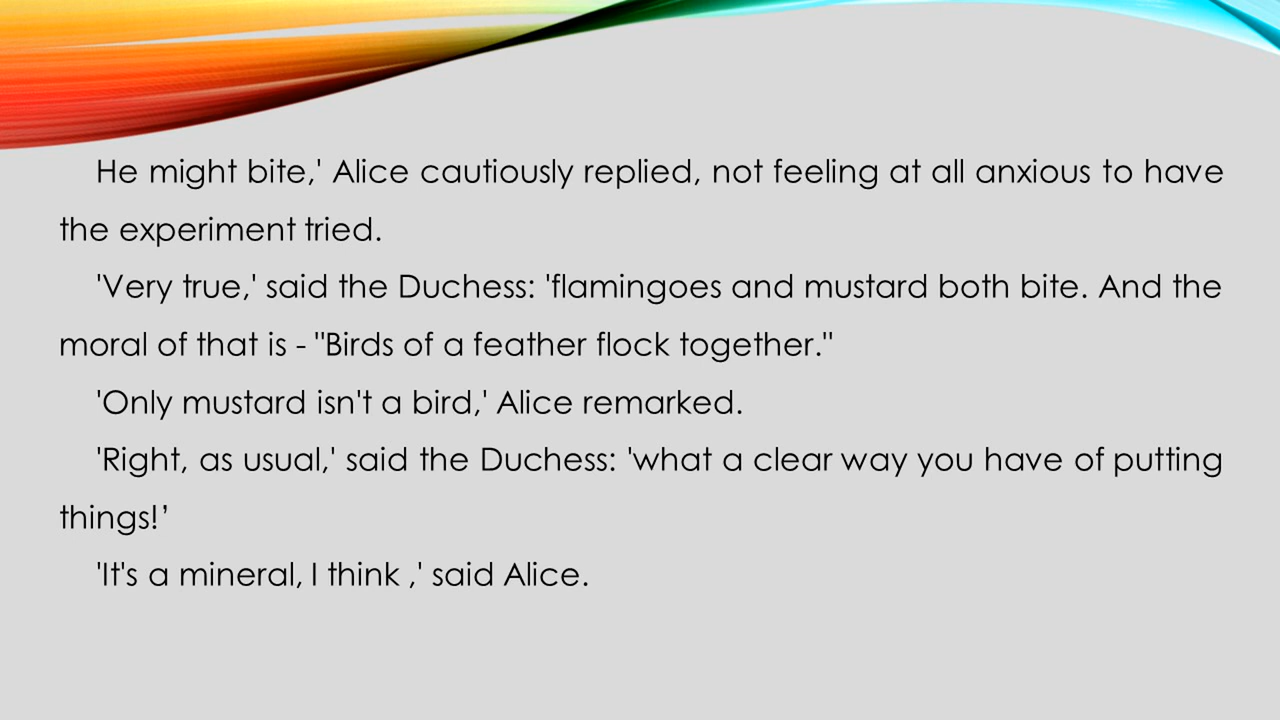 He might bite,' Alice cautiously replied, not feeling at all anxious to have
the experiment tried.
'Very true,' said the Duchess: 'flamingoes and mustard both bite. And the
moral of that is - "Birds of a feather flock together."
'Only mustard isn't a bird,' Alice remarked.
'Right, as usual,' said the Duchess: 'what a clear way you have of putting
things!’
'It's a mineral, I think ,' said Alice.